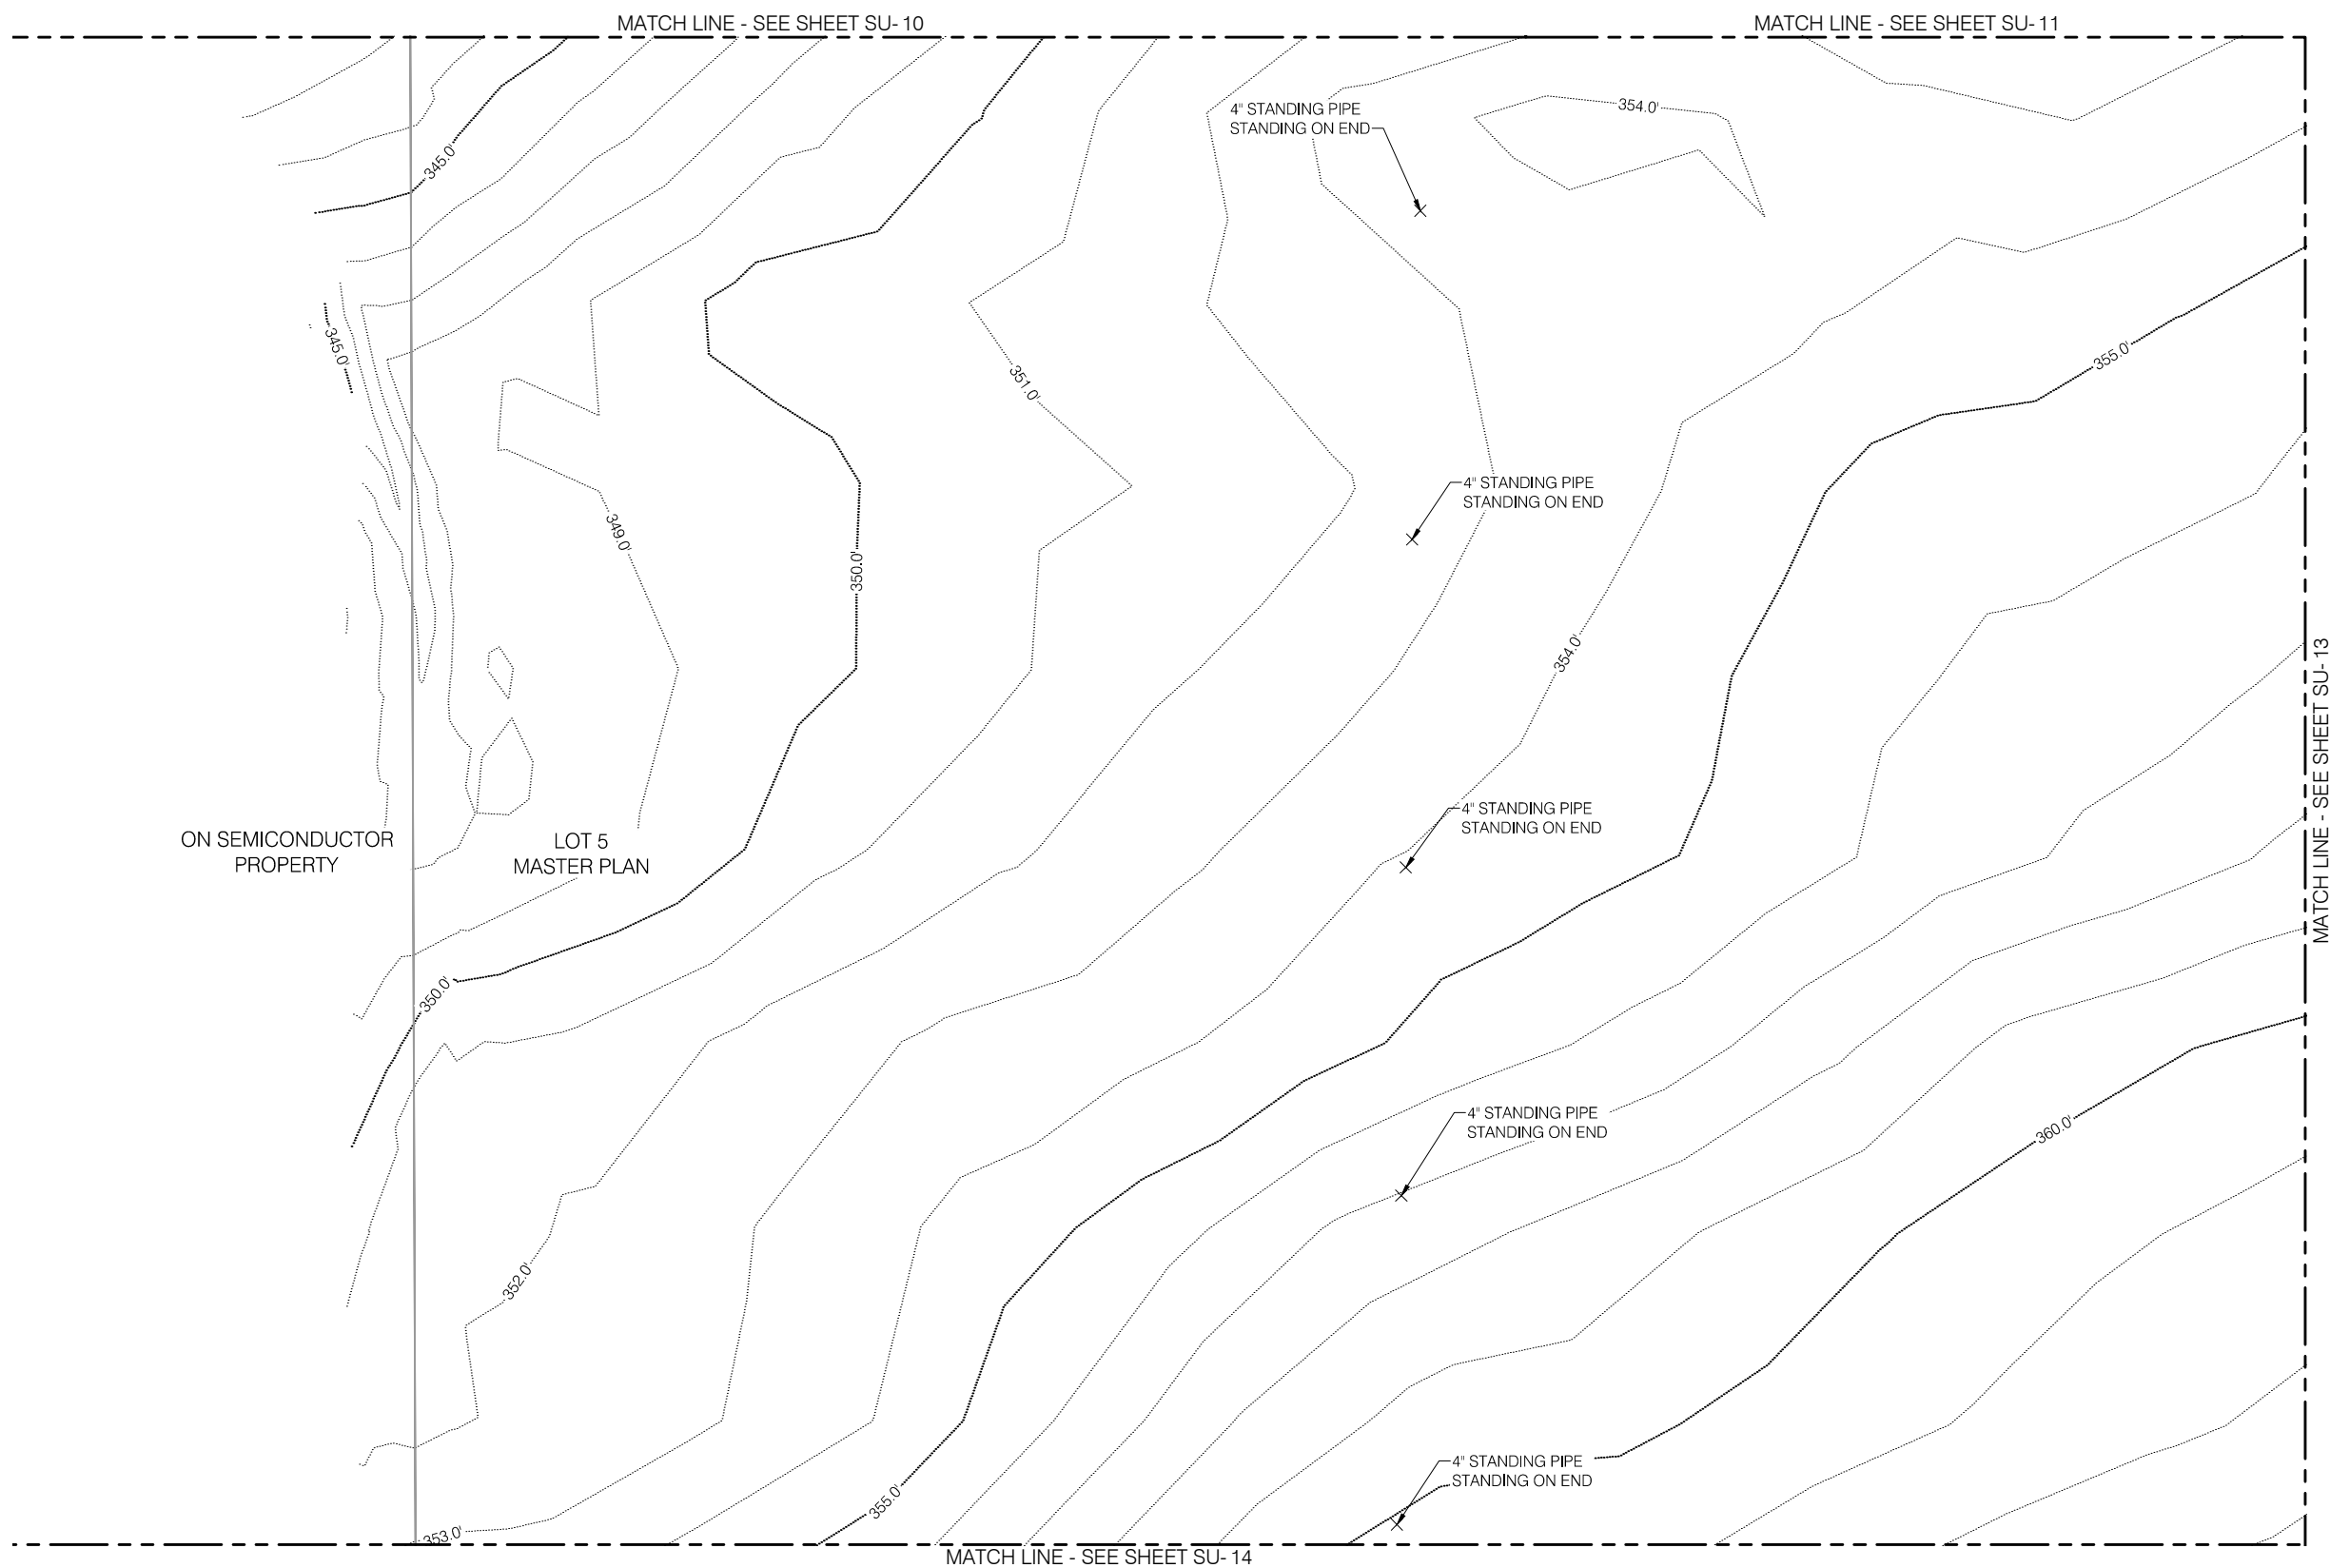 MATCH LINE - SEE SHEET SU-10
MATCH LINE - SEE SHEET SU-11
4" STANDING PIPE
STANDING ON END
354.0'
345.0'
345.0'
355.0'
351.0'
4" STANDING PIPE
STANDING ON END
349.0'
350.0'
354.0'
MATCH LINE - SEE SHEET SU-13
4" STANDING PIPE
STANDING ON END
ON SEMICONDUCTOR
PROPERTY
LOT 5
MASTER PLAN
350.0'
4" STANDING PIPE
STANDING ON END
360.0'
352.0'
4" STANDING PIPE
STANDING ON END
355.0'
353.0'
MATCH LINE - SEE SHEET SU-14